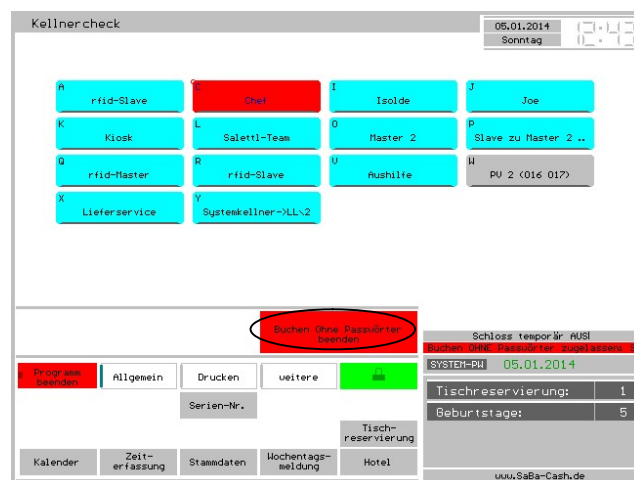 Kellnercheck
05.01.2014
Sonntag
A
rfid-Slave
C
Chef
I
Isolde
J
Joe
K
Kiosk
L
Salettl-Team
O
Master 2
P
Slave zu Master 2 ..
Q
rfid-Master
R
rfid-Slave
V
Aushilfe
W
PV 2 (016 017)
X
Lieferservice
Y
Systemkellner->LL\2
Buchen Ohne Passwörter
beenden
Schloss temporär AUS!
Buchen OHNE Passwörter zugelassen!
SYSTEM-PW 05.01.2014
Programm
beenden
Allgemein
Drucken
weitere
Tischreservierung: 1
Geburtstage: 5
Serien-Nr.
Tisch-
reservierung
Kalender
Zeit-
erfassung
Stammdaten
Wochentags-
meldung
Hotel
www.SaBa-Cash.de